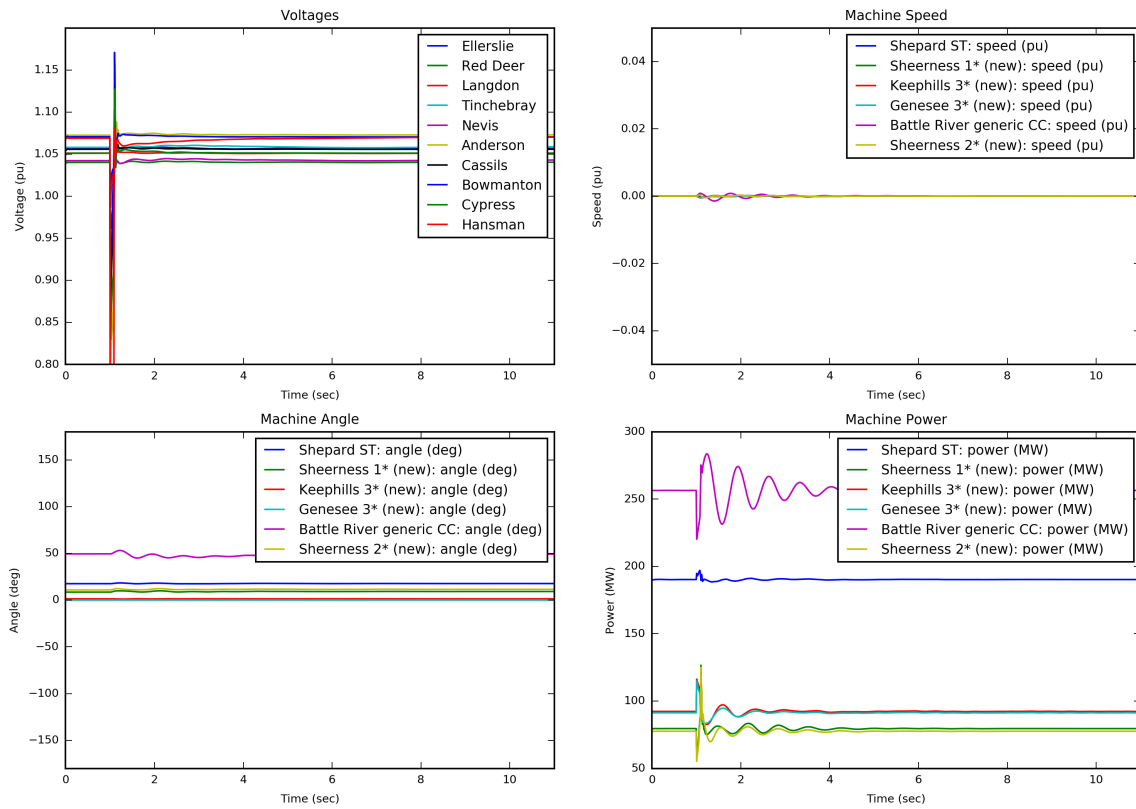 Voltages
1.15
1.10
1.05
1.00
0.95
0.90
0.85
0.80
Voltage (pu)
0
2
4
6
8
10
Time (sec)
Ellerslie
Red Deer
Langdon
Tinchebray
Nevis
Anderson
Cassils
Bowmanton
Cypress
Hansman
Machine Speed
0.04
0.02
0.00
−0.02
−0.04
Speed (pu)
0
2
4
6
8
10
Time (sec)
Shepard ST: speed (pu)
Sheerness 1* (new): speed (pu)
Keephills 3* (new): speed (pu)
Genesee 3* (new): speed (pu)
Battle River generic CC: speed (pu)
Sheerness 2* (new): speed (pu)
Machine Angle
150
100
50
0
−50
−100
−150
Angle (deg)
0
2
4
6
8
10
Time (sec)
Shepard ST: angle (deg)
Sheerness 1* (new): angle (deg)
Keephills 3* (new): angle (deg)
Genesee 3* (new): angle (deg)
Battle River generic CC: angle (deg)
Sheerness 2* (new): angle (deg)
Machine Power
300
250
200
150
100
50
Power (MW)
0
2
4
6
8
10
Time (sec)
Shepard ST: power (MW)
Sheerness 1* (new): power (MW)
Keephills 3* (new): power (MW)
Genesee 3* (new): power (MW)
Battle River generic CC: power (MW)
Sheerness 2* (new): power (MW)